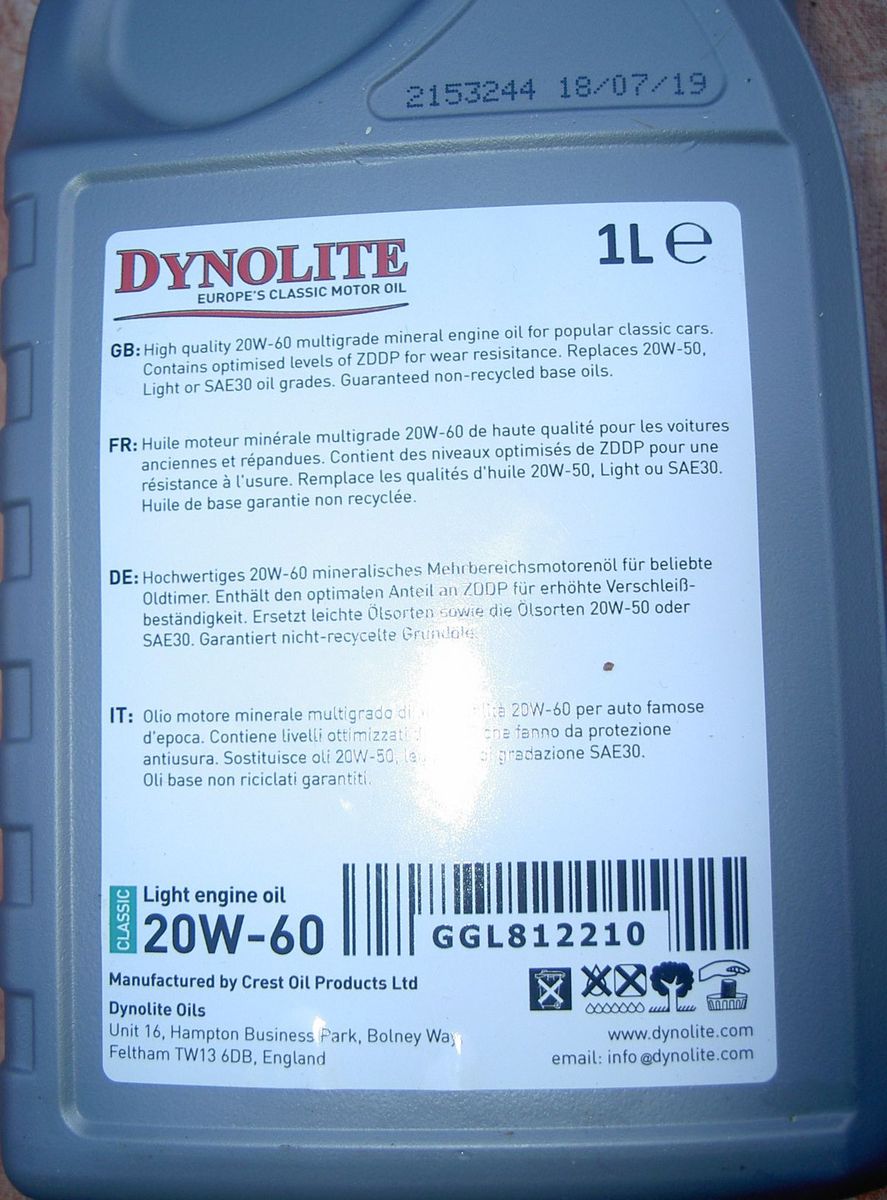 2153244 18/07/19
DYNOLITE
EUROPE'S CLASSIC MOTOR OIL
1L e
GB: High quality 20W-60 multigrade mineral engine oil for popular classic cars.
Contains optimised levels of ZDDP for wear resisitance. Replaces 20W-50,
Light or SAE30 oil grades. Guaranteed non-recycled base oils.
FR: Huile moteur minérale multigrade 20W-60 de haute qualité pour les voitures
anciennes et répandues. Contient des niveaux optimisés de ZDDP pour une
résistance à l'usure. Remplace les qualités d'huile 20W-50, Light ou SAE30.
Huile de base garantie non recyclée.
DE: Hochwertiges 20W-60 mineralisches Mehrbereichsmotorenöl für beliebte
Oldtimer. Enthält den optimalen Anteil an ZDDP für erhöhte Verschleiß-
beständigkeit. Ersetzt leichte Ölsorten sowie die Ölsorten 20W-50 oder
SAE30. Garantiert nicht-recycelte
IT: Olio motore minerale multigrado 20W-60 per auto famose
d'epoca. Contiene livelli ottimizzati fanno da protezione
antiusura. Sostituisce oli 20W-50, gradazione SAE30.
Oli base non riciclati garantiti.
CLASSIC
Light engine oil
20W-60
GGL812210
Manufactured by Crest Oil Products Ltd
Dynolite Oils
Unit 16, Hampton Business Park, Bolney Way,
Feltham TW13 6DB, England
www.dynolite.com
email: info@dynolite.com